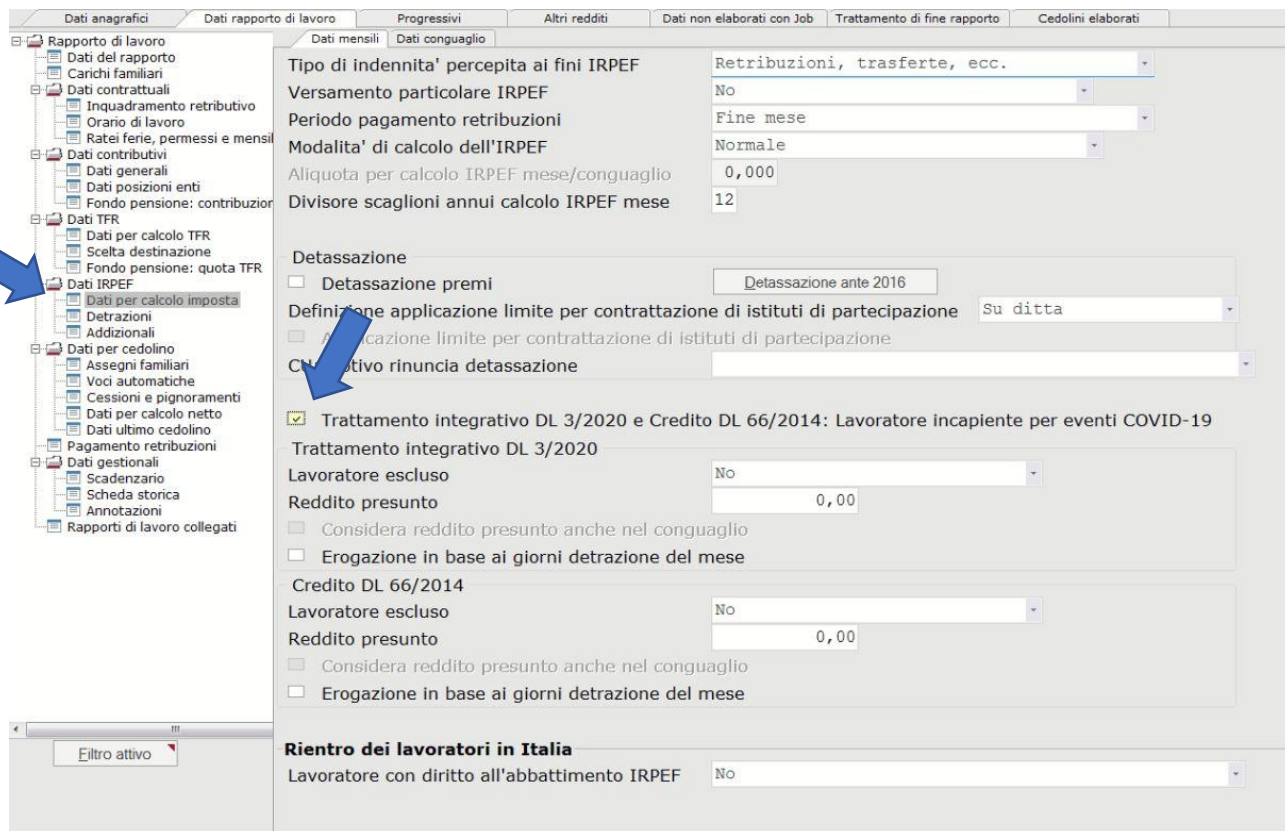 Dati anagrafici Dati rapporto di lavoro Progressivi Altri redditi Dati non elaborati con Job Trattamento di fine rapporto Cedolini elaborati
Rapporto di lavoro
Dati del rapporto
Carichi familiari
Dati contrattuali
Inquadramento retributivo
Orario di lavoro
Ratei ferie, permessi e mensil
Dati contributivi
Dati generali
Dati posizioni enti
Fondo pensione: contribuzior
Dati TFR
Dati per calcolo TFR
Scelta destinazione
Fondo pensione: quota TFR
Dati IRPEF
Dati per calcolo imposta
Detrazioni
Addizionali
Dati per cedolino
Assegni familiari
Voci automatiche
Cessioni e pignoramenti
Dati per calcolo netto
Dati ultimo cedolino
Pagamento retribuzioni
Dati gestionali
Scadenzario
Scheda storica
Annotazioni
Rapporti di lavoro collegati
Filtro attivo
Dati mensili Dati conguaglio
Tipo di indennita' percepita ai fini IRPEF Retribuzioni, trasferte, ecc.
Versamento particolare IRPEF No
Periodo pagamento retribuzioni Fine mese
Modalita' di calcolo dell'IRPEF Normale
Aliquota per calcolo IRPEF mese/conguaglio 0,000
Divisore scaglioni annui calcolo IRPEF mese 12
Detassazione
Detassazione premi Detassazione ante 2016
Definizione applicazione limite per contrattazione di istituti di partecipazione Su ditta
limite per contrattazione di istituti di partecipazione
rinuncia detassazione
Trattamento integrativo DL 3/2020 e Credito DL 66/2014: Lavoratore incapiente per eventi COVID-19
Trattamento integrativo DL 3/2020
Lavoratore escluso No
Reddito presunto 0,00
Considera reddito presunto anche nel conguaglio
Erogazione in base ai giorni detrazione del mese
Credito DL 66/2014
Lavoratore escluso No
Reddito presunto 0,00
Considera reddito presunto anche nel conguaglio
Erogazione in base ai giorni detrazione del mese
Rientro dei lavoratori in Italia
Lavoratore con diritto all'abbattimento IRPEF No